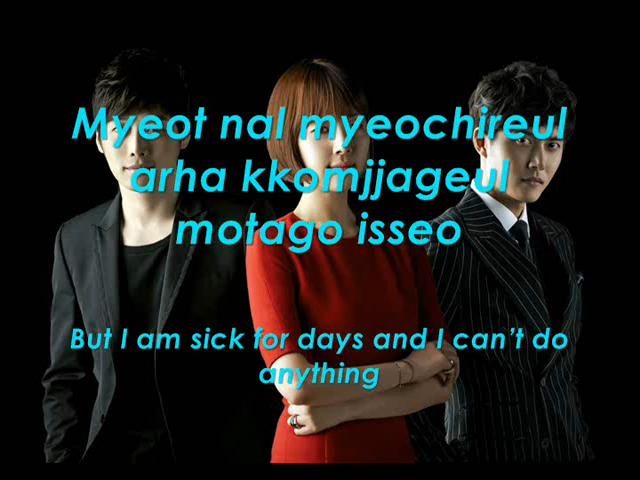 Myeot nal myeochireul
arha kkomjjageul
motago isseo
But I am sick for days and I can't do
anything